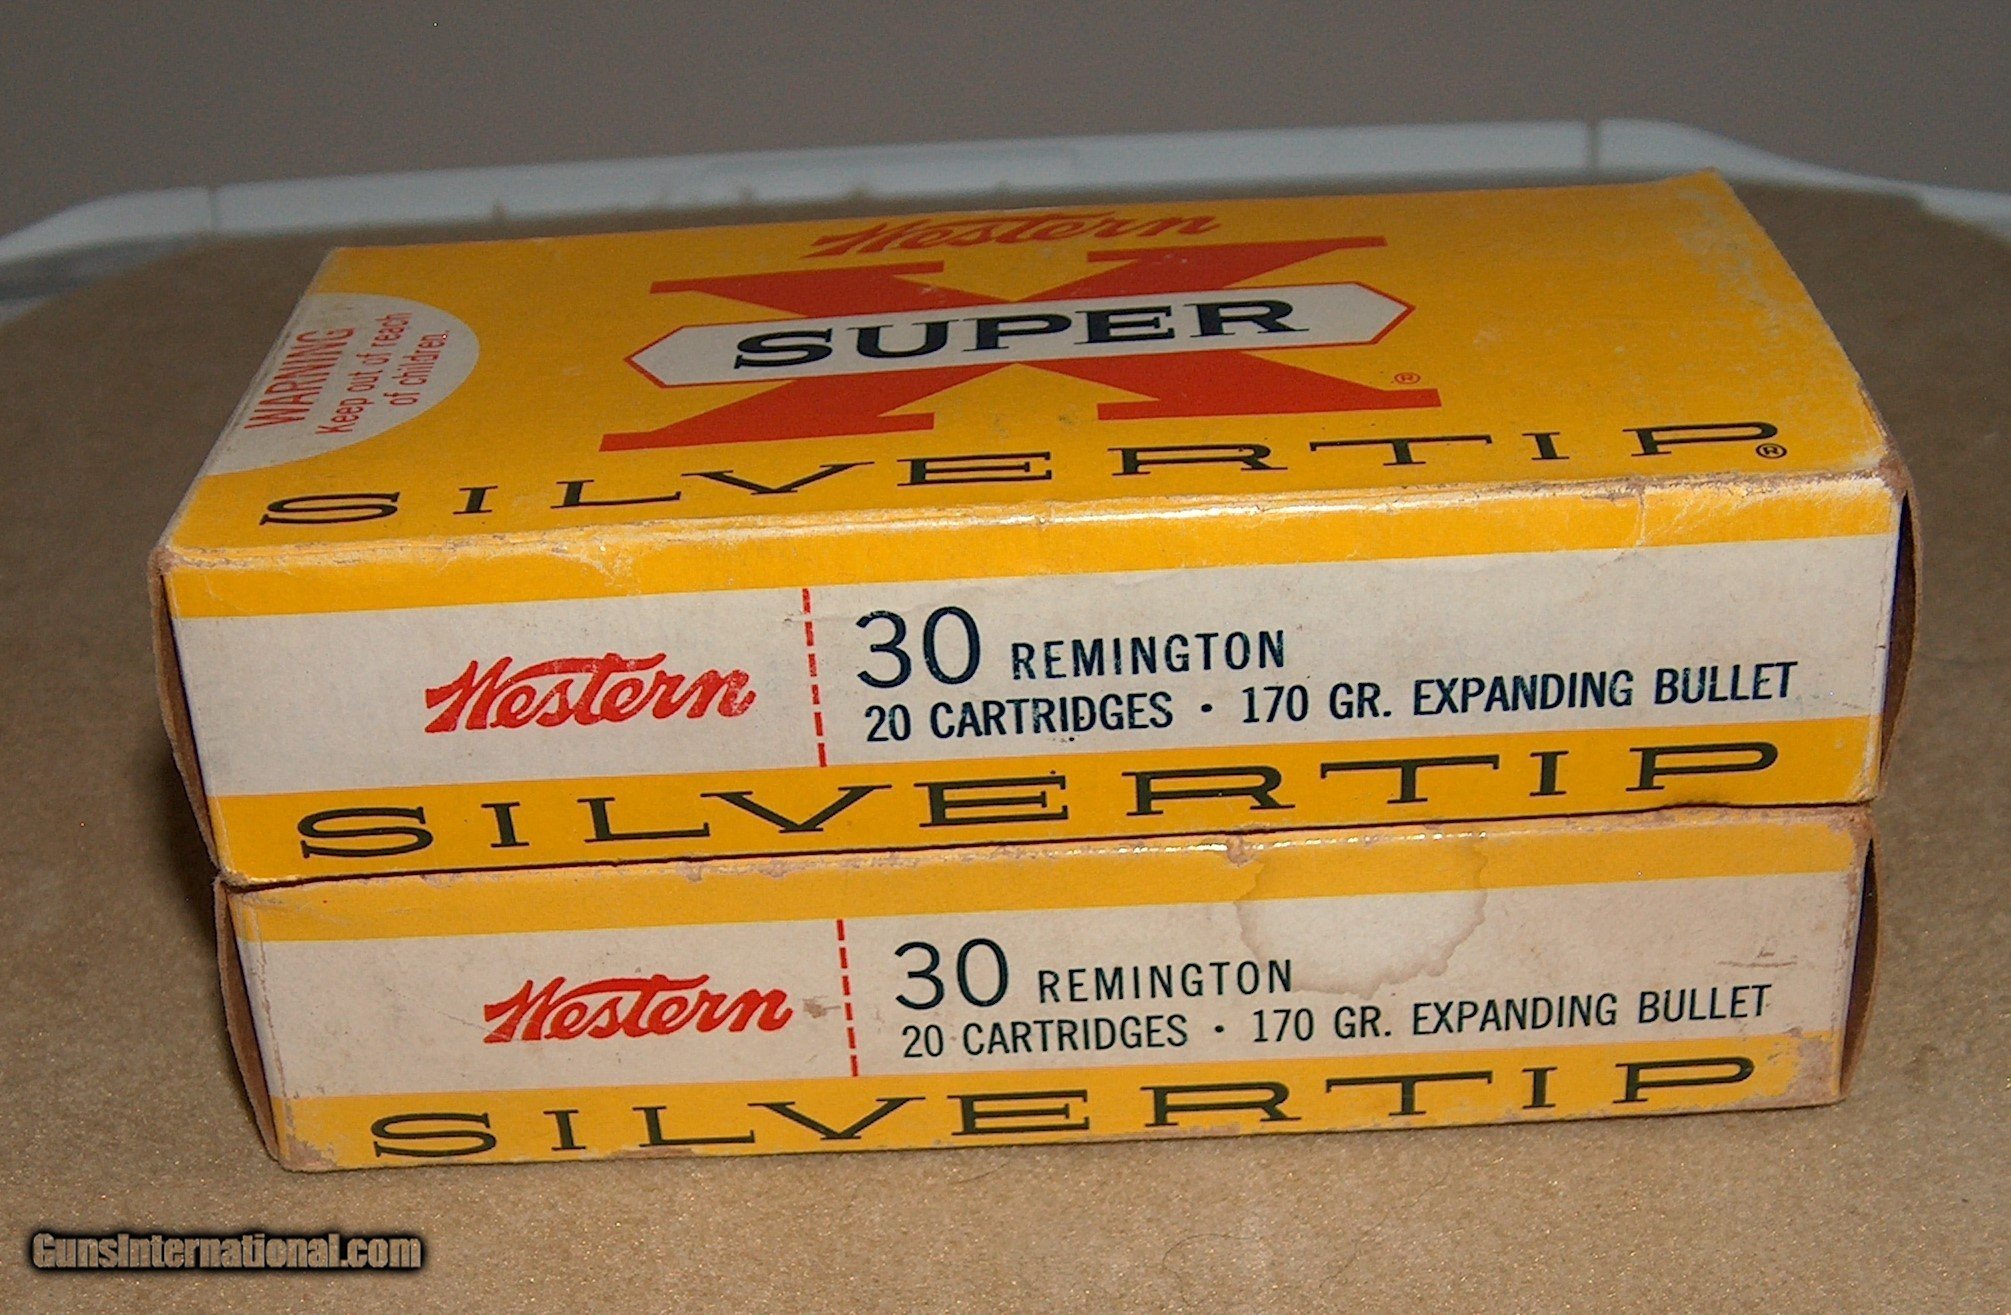 Western
SUPER X ®
SILVERTIP ®
WARNING
Keep out of reach
of children.
Western
30 REMINGTON
20 CARTRIDGES · 170 GR. EXPANDING BULLET
SILVERTIP
Western
30 REMINGTON
20 CARTRIDGES · 170 GR. EXPANDING BULLET
SILVERTIP
GunsInternational.com